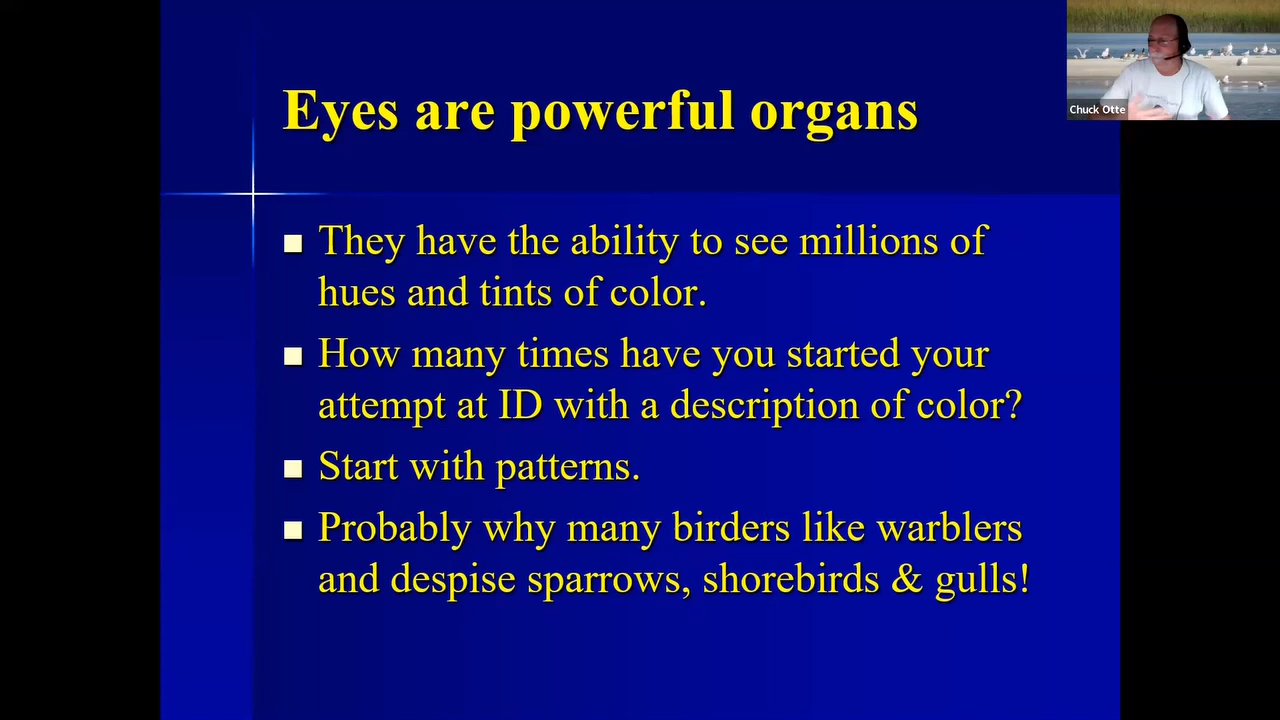 Eyes are powerful organs
Chuck Otte
They have the ability to see millions of
hues and tints of color.
How many times have you started your
attempt at ID with a description of color?
Start with patterns.
Probably why many birders like warblers
and despise sparrows, shorebirds & gulls!